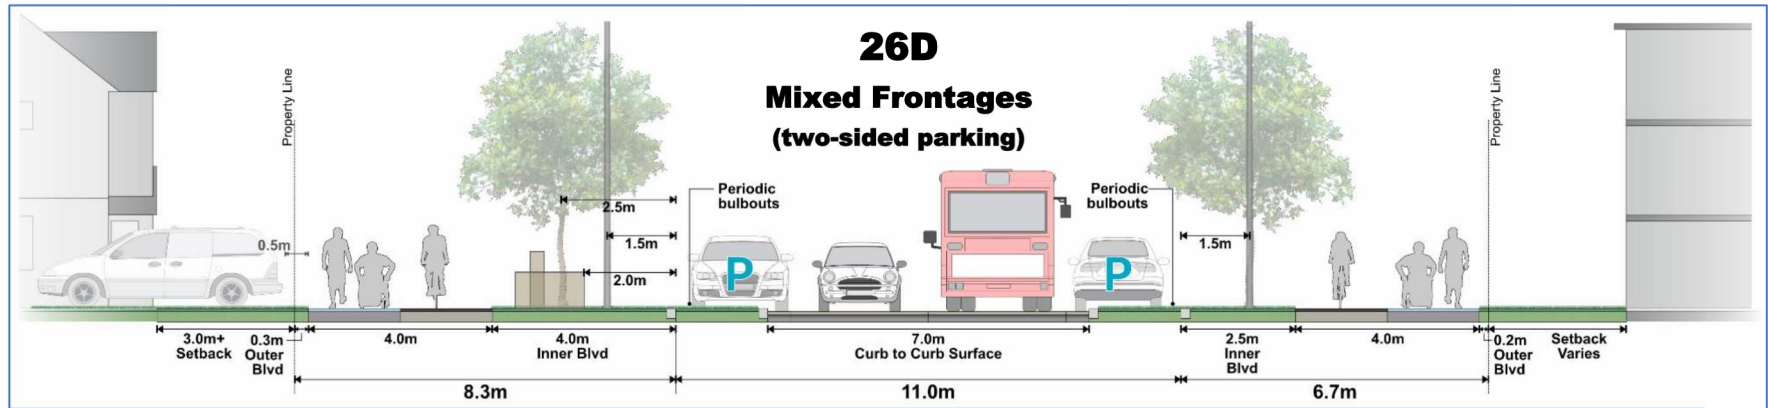 26D
Mixed Frontages
(two-sided parking)
Property Line
Property Line
Periodic
bulbouts
Periodic
bulbouts
2.5m
0.5m
1.5m
1.5m
2.0m
P
P
3.0m+
Setback
0.3m
Outer
Blvd
4.0m
4.0m
Inner Blvd
7.0m
Curb to Curb Surface
2.5m
Inner
Blvd
4.0m
0.2m
Outer
Blvd
Setback
Varies
8.3m
11.0m
6.7m